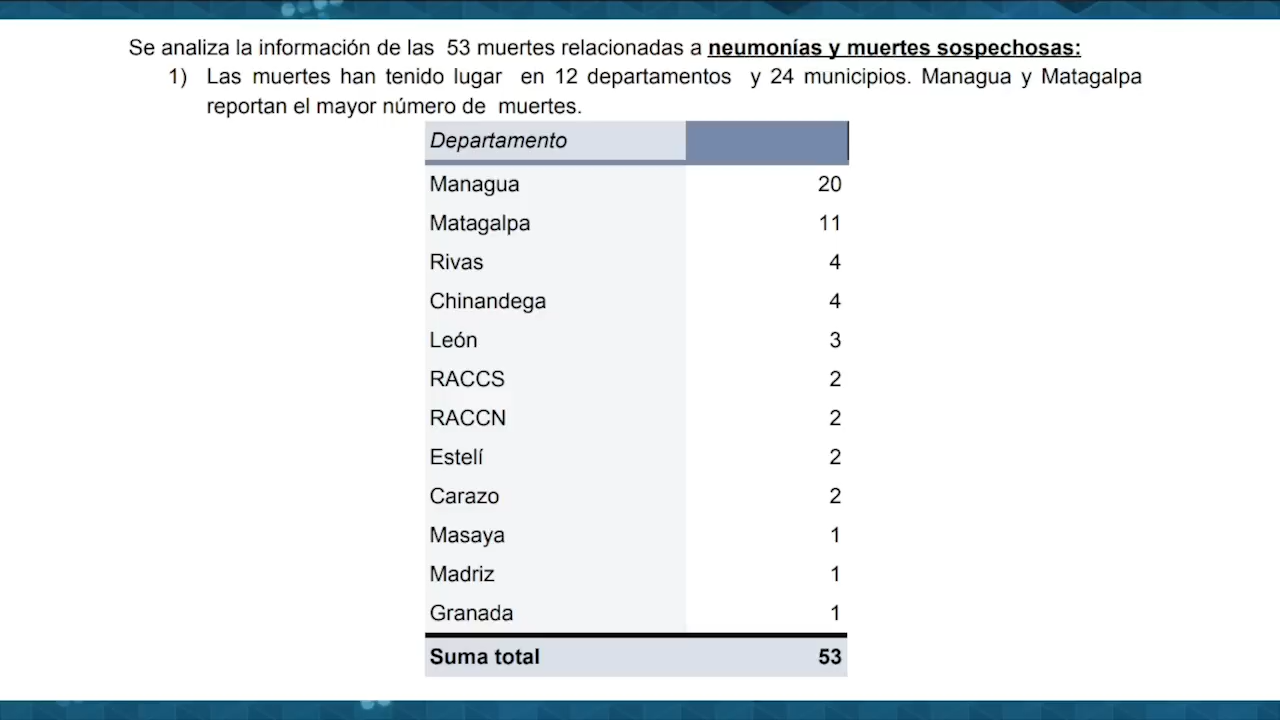 Se analiza la información de las 53 muertes relacionadas a neumonías y muertes sospechosas:
1) Las muertes han tenido lugar en 12 departamentos y 24 municipios. Managua y Matagalpa
reportan el mayor número de muertes.
Departamento
Managua 20
Matagalpa 11
Rivas 4
Chinandega 4
León 3
RACCS 2
RACCN 2
Estelí 2
Carazo 2
Masaya 1
Madriz 1
Granada 1
Suma total 53